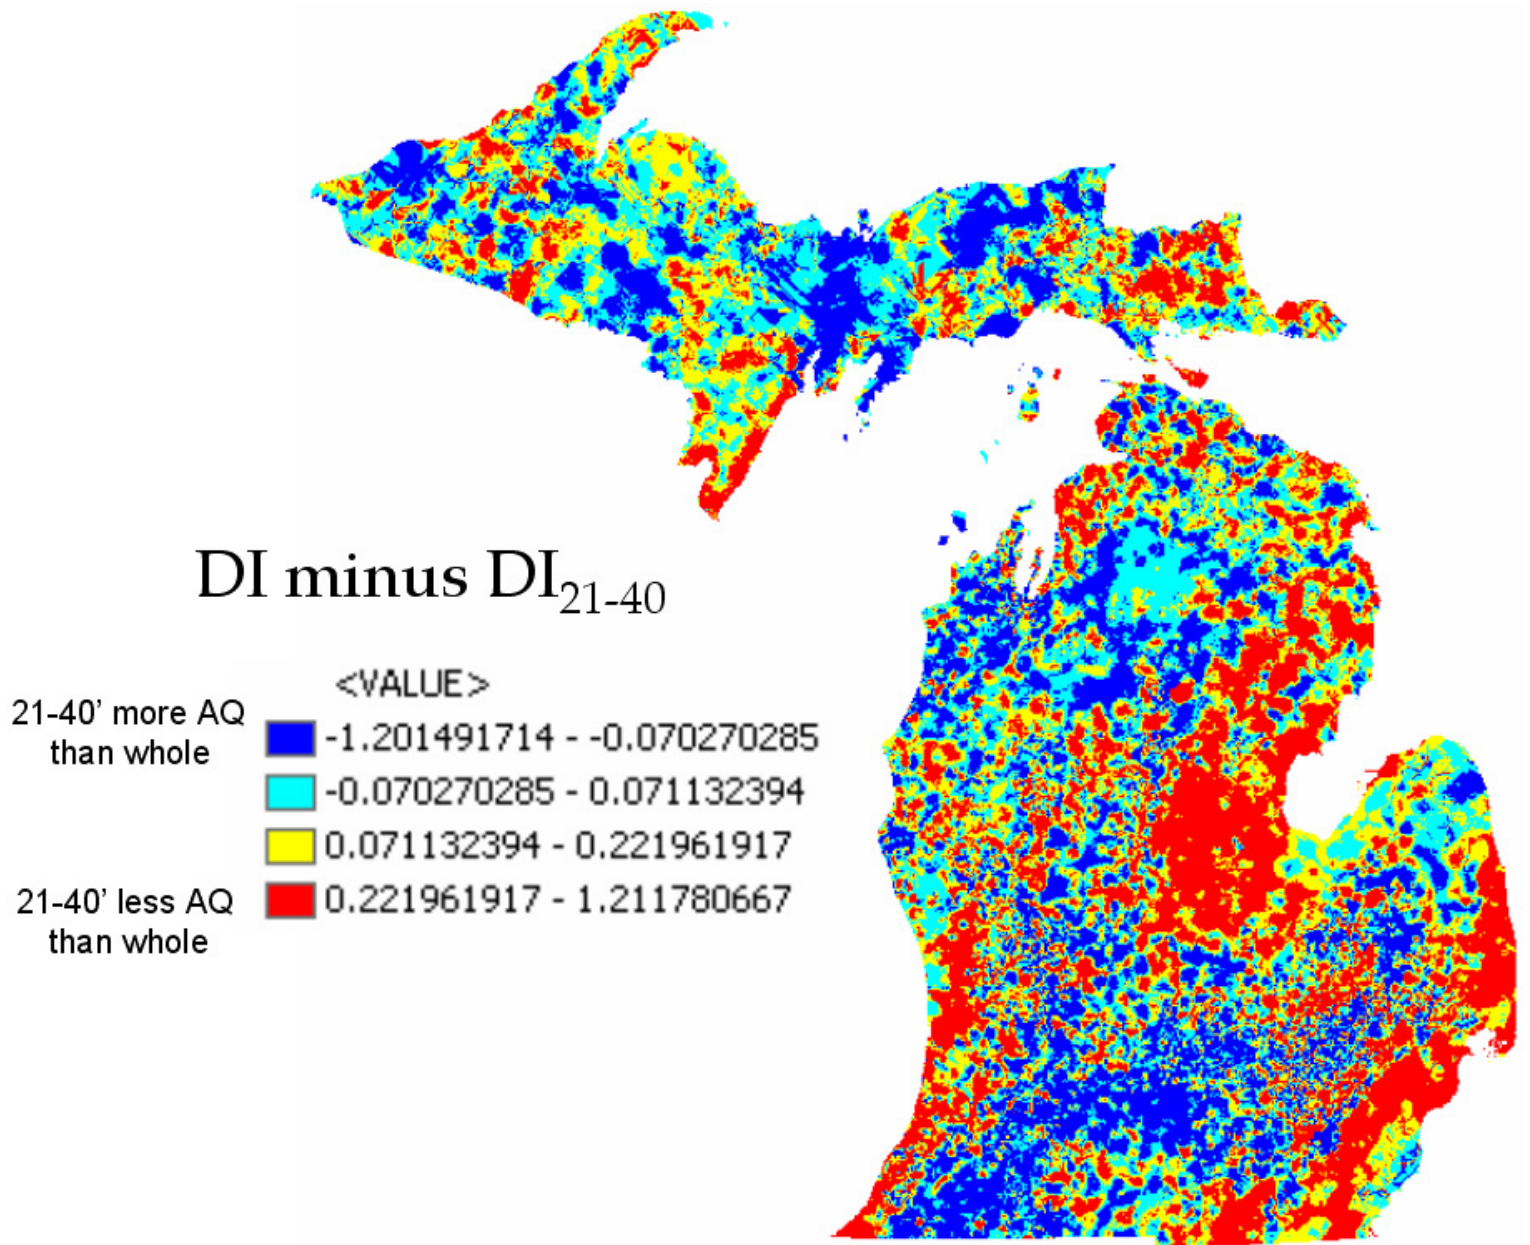 DI minus DI21-40
<VALUE>
21-40' more AQ
than whole
-1.201491714 - -0.070270285
-0.070270285 - 0.071132394
0.071132394 - 0.221961917
21-40' less AQ
than whole
0.221961917 - 1.211780667